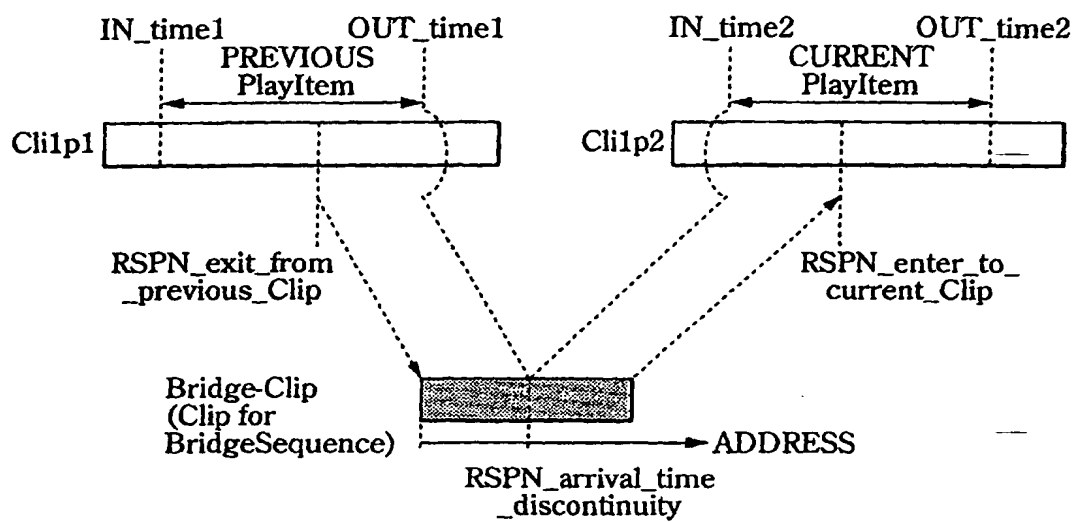 IN_time1
OUT_time1
IN_time2
OUT_time2
PREVIOUS
PlayItem
CURRENT
PlayItem
Cli1p1
Cli1p2
RSPN_exit_from
_previous_Clip
RSPN_enter_to_
current_Clip
Bridge-Clip
(Clip for
BridgeSequence)
ADDRESS
RSPN_arrival_time
_discontinuity